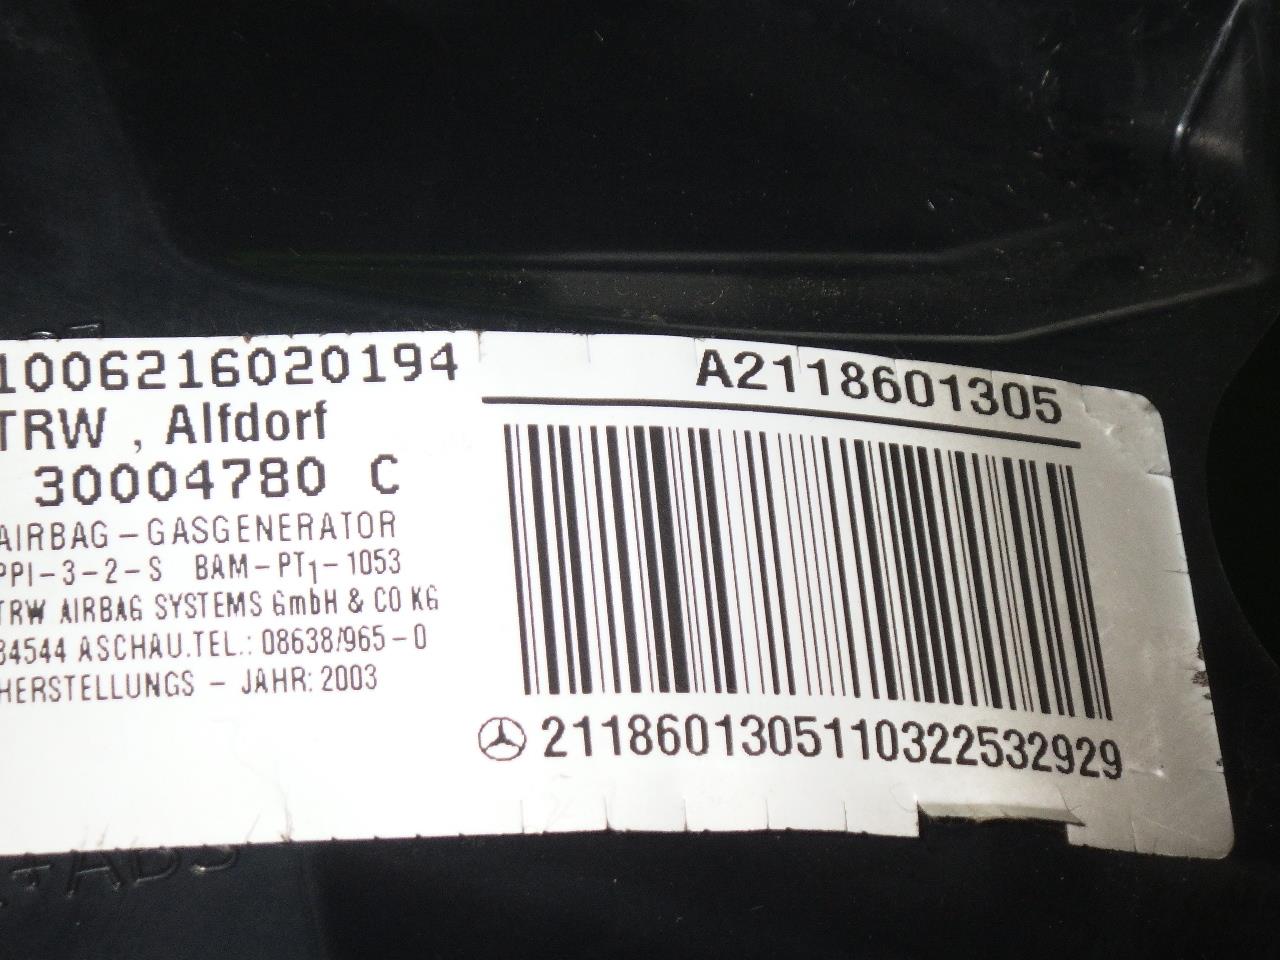 1006216020194
TRW , Alfdorf
30004780 C
AIRBAG – GASGENERATOR
PPI–3–2–S BAM–PT1–1053
TRW AIRBAG SYSTEMS GmbH & CO KG
84544 ASCHAU.TEL.: 08638/965–0
HERSTELLUNGS – JAHR: 2003
A2118601305
2118601305110322532929